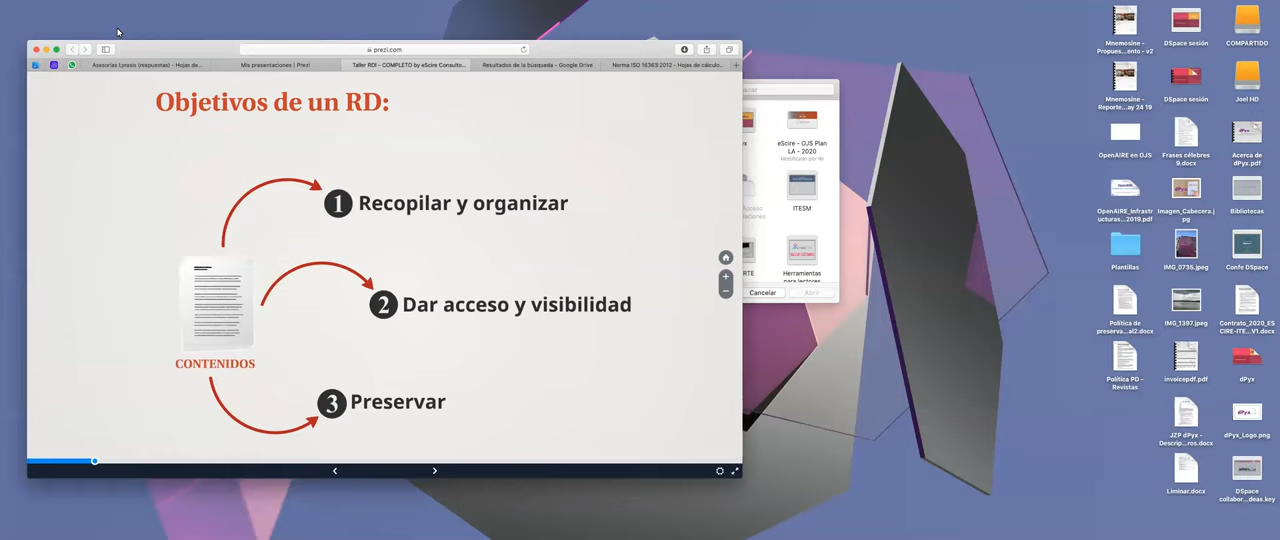 prezi.com
Asesorías Lyrasis (respuestas) - Hojas de...
Mis presentaciones | Prezi
Taller RDI - COMPLETO by eScire Consulto...
Resultados de la búsqueda - Google Drive
Norma ISO 16363:2012 - Hojas de cálculo...
Objetivos de un RD:
1 Recopilar y organizar
2 Dar acceso y visibilidad
CONTENIDOS
3 Preservar
eScire - OJS Plan
LA - 2020
ITESM
Herramientas
para lectores
Cancelar
Abrir
Mnemosine -
Propues...ento - v2
DSpace sesión
COMPARTIDO
Mnemosine -
Reporte...ay 24 19
DSpace sesión
Joel HD
OpenAIRE en OJS
Frases célebres
9.docx
Acerca de
dPyx.pdf
OpenAIRE_Infrastr
ucturas...2019.pdf
Imagen_Cabecera.j
pg
Bibliotecas
Plantillas
IMG_0735.jpeg
Confe DSpace
Política de
preserva...al2.docx
IMG_1397.jpeg
Contrato_2020_ES
CIRE-ITE...V1.docx
Política PD -
Revistas
invoicepdf.pdf
dPyx
JZP dPyx -
Descrip...ros.docx
dPyx_Logo.png
Liminar.docx
DSpace
collabor...deas.key